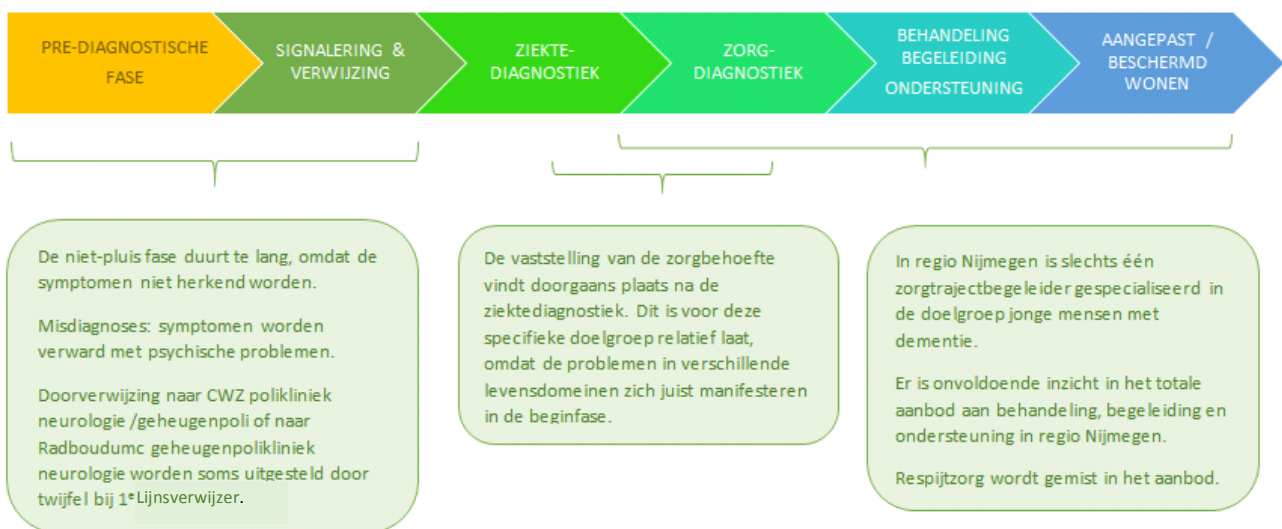 PRE-DIAGNOSTISCHE
FASE
SIGNALERING &
VERWIJZING
ZIEKTE-
DIAGNOSTIEK
ZORG-
DIAGNOSTIEK
BEHANDELING
BEGELEIDING
ONDERSTEUNING
AANGEPAST /
BESCHERMD
WONEN
De niet-pluis fase duurt te lang, omdat de
symptomen niet herkend worden.
Misdiagnoses: symptomen worden
verward met psychische problemen.
Doorverwijzing naar CWZ polikliniek
neurologie /geheugenpoli of naar
Radboudumc geheugenpolikliniek
neurologie worden soms uitgesteld door
twijfel bij 1e Lijnsverwijzer.
De vaststelling van de zorgbehoefte
vindt doorgaans plaats na de
ziektediagnostiek. Dit is voor deze
specifieke doelgroep relatief laat,
omdat de problemen in verschillende
levensdomeinen zich juist manifesteren
in de beginfase.
In regio Nijmegen is slechts één
zorgtrajectbegeleider gespecialiseerd in
de doelgroep jonge mensen met
dementie.
Er is onvoldoende inzicht in het totale
aanbod aan behandeling, begeleiding en
ondersteuning in regio Nijmegen.
Respijtzorg wordt gemist in het aanbod.